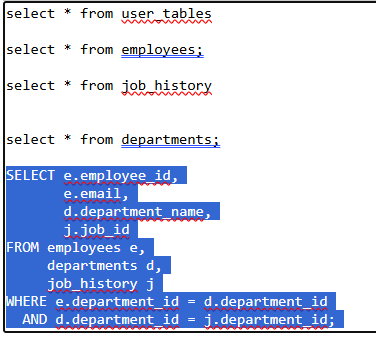 select * from user_tables
select * from employees;
select * from job_history
select * from departments;
SELECT e.employee_id,
       e.email,
       d.department_name,
       j.job_id
FROM employees e,
     departments d,
     job_history j
WHERE e.department_id = d.department_id
  AND d.department_id = j.department_id;